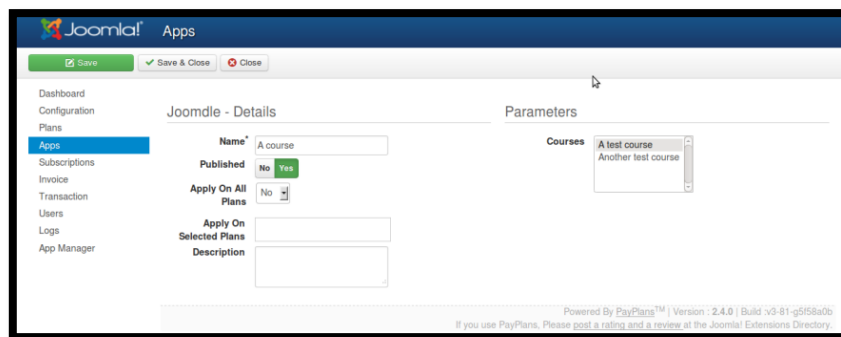 Joomla!® Apps
Save Save & Close Close
Dashboard
Configuration
Plans
Apps
Subscriptions
Invoice
Transaction
Users
Logs
App Manager
Joomdle - Details
Name* A course
Published No Yes
Apply On All Plans No
Apply On Selected Plans
Description
Parameters
Courses A test course
Another test course
Powered By PayPlans™ | Version : 2.4.0 | Build :v3-81-g5f58a0b
If you use PayPlans, Please post a rating and a review at the Joomla! Extensions Directory.